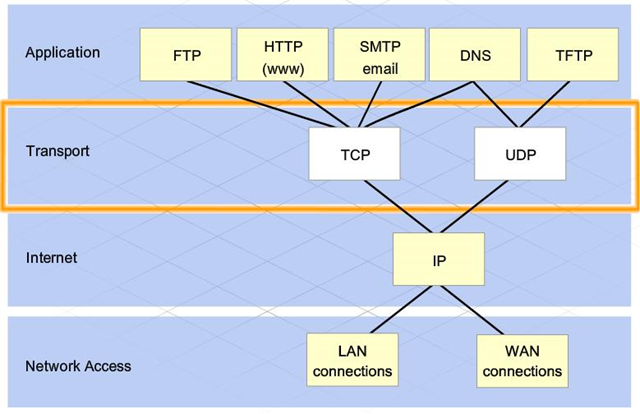 Application
FTP
HTTP
(www)
SMTP
email
DNS
TFTP
Transport
TCP
UDP
Internet
IP
Network Access
LAN
connections
WAN
connections